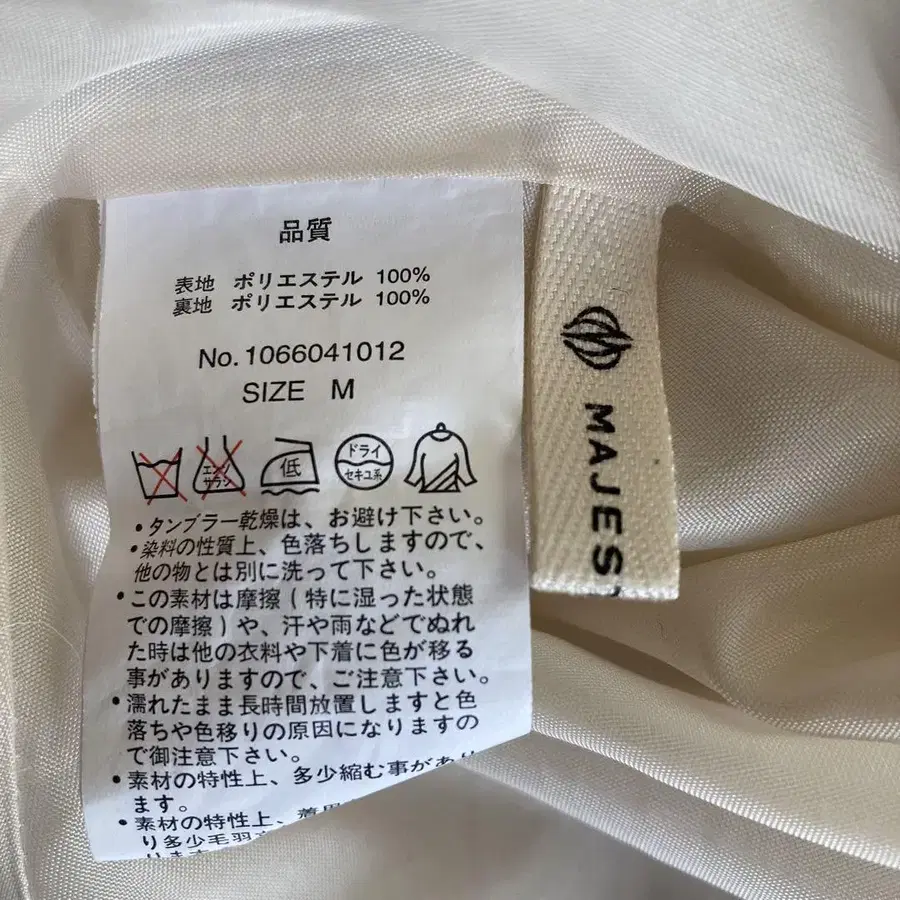 品質
表地 ポリエステル 100%
裏地 ポリエステル 100%
No.1066041012
SIZE M
エンソ
サラシ
低
ドライ
セキユ系
•タンブラー乾燥は、お避け下さい。
•染料の性質上、色落ちしますので、
他の物とは別に洗って下さい。
•この素材は摩擦(特に湿った状態
での摩擦)や、汗や雨などでぬれ
た時は他の衣料や下着に色が移る
事がありますので、ご注意下さい。
•濡れたまま長時間放置しますと色
落ちや色移りの原因になりますの
で御注意下さい。
•素材の特性上、多少縮む事があり
ます。
•素材の特性上、着用
り多少毛羽
ります
MAJES